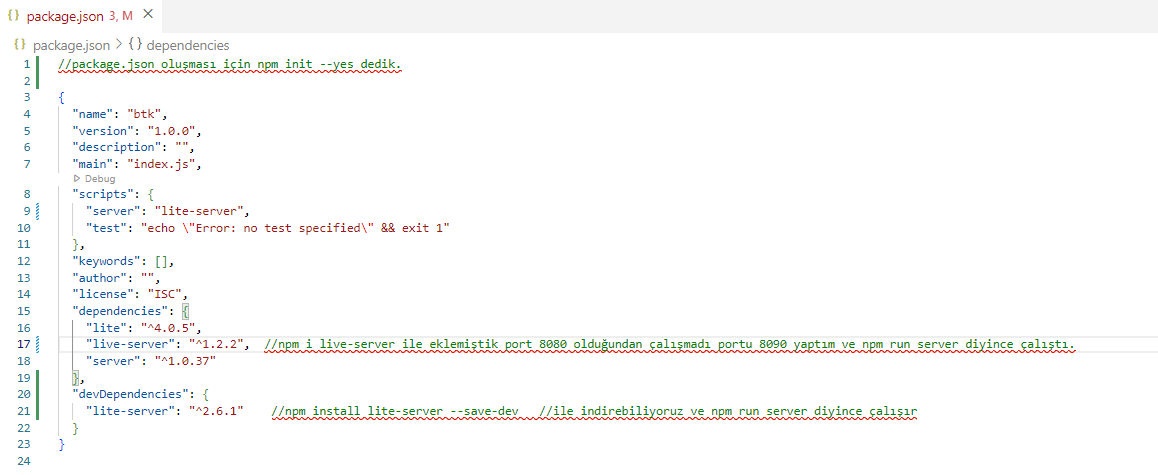 package.json 3, M
package.json > {} dependencies
1 //package.json oluşması için npm init --yes dedik.
2
3 {
4 "name": "btk",
5 "version": "1.0.0",
6 "description": "",
7 "main": "index.js",
Debug
8 "scripts": {
9 "server": "lite-server",
10 "test": "echo \"Error: no test specified\" && exit 1"
11 },
12 "keywords": [],
13 "author": "",
14 "license": "ISC",
15 "dependencies": {
16 "lite": "^4.0.5",
17 "live-server": "^1.2.2", //npm i live-server ile eklemiştik port 8080 olduğundan çalışmadı portu 8090 yaptım ve npm run server diyince çalıştı.
18 "server": "^1.0.37"
19 },
20 "devDependencies": {
21 "lite-server": "^2.6.1" //npm install lite-server --save-dev //ile indirebiliyoruz ve npm run server diyince çalışır
22 }
23 }
24